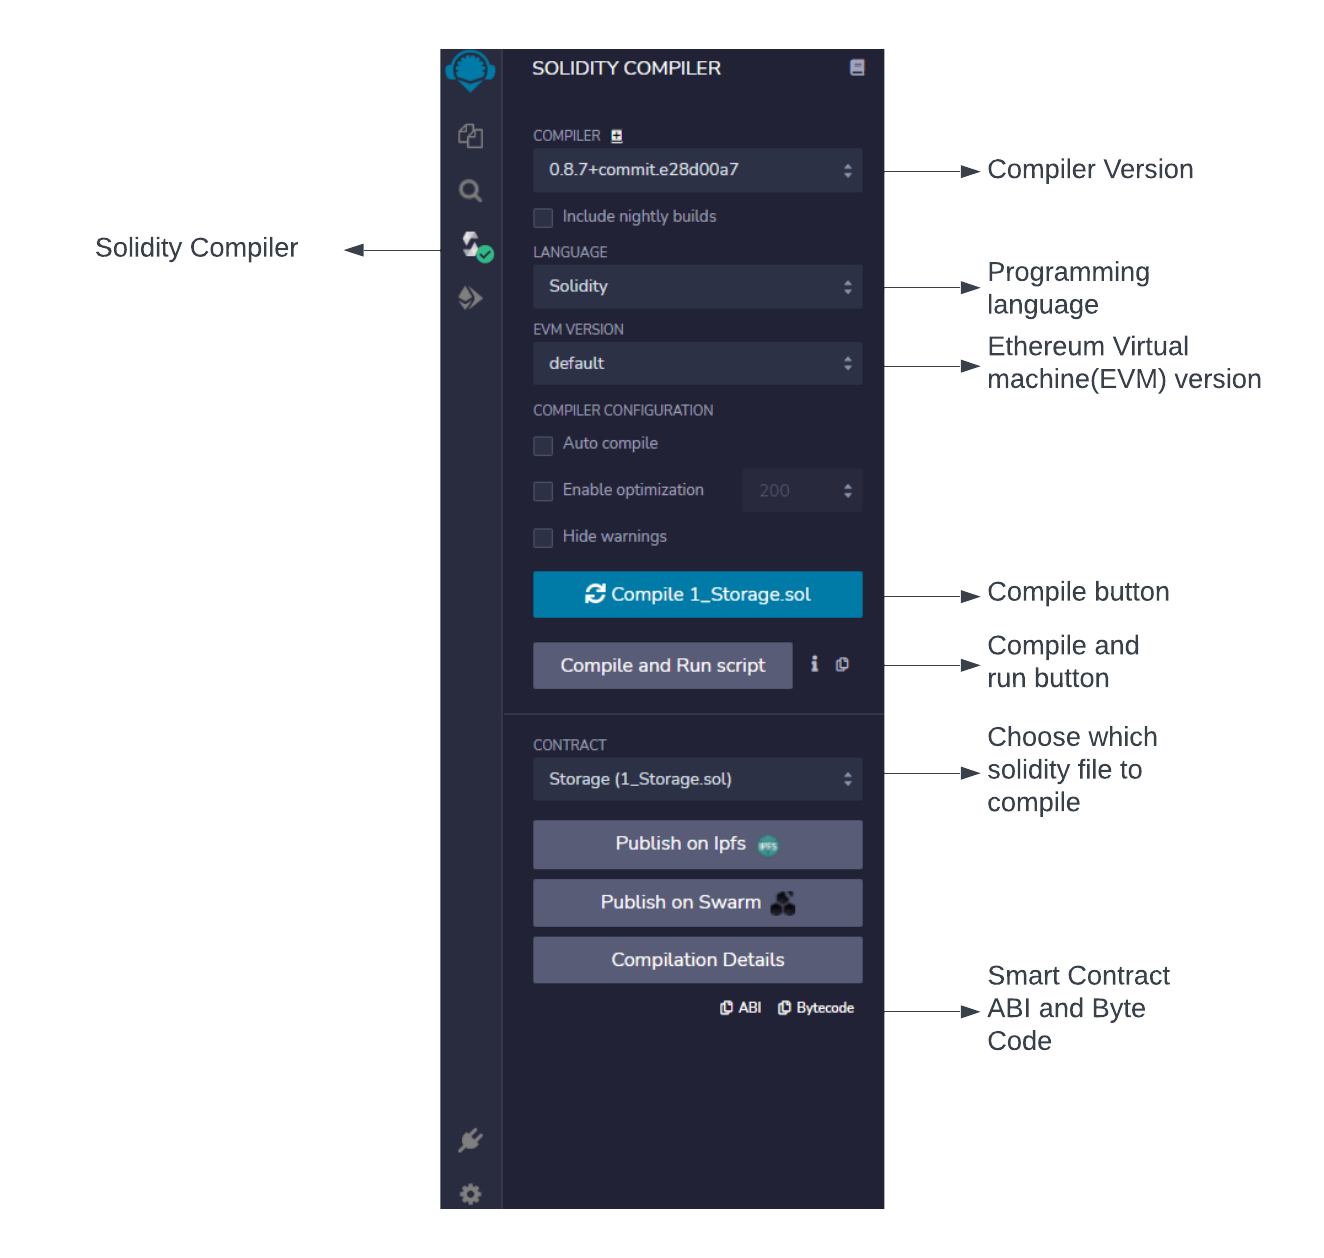 SOLIDITY COMPILER
COMPILER
0.8.7+commit.e28d00a7
Compiler Version
Include nightly builds
Solidity Compiler
LANGUAGE
Solidity
Programming
language
EVM VERSION
default
Ethereum Virtual
machine(EVM) version
COMPILER CONFIGURATION
Auto compile
Enable optimization
200
Hide warnings
Compile 1_Storage.sol
Compile button
Compile and Run script
Compile and
run button
CONTRACT
Storage (1_Storage.sol)
Choose which
solidity file to
compile
Publish on Ipfs
IPFS
Publish on Swarm
Compilation Details
ABI
Bytecode
Smart Contract
ABI and Byte
Code